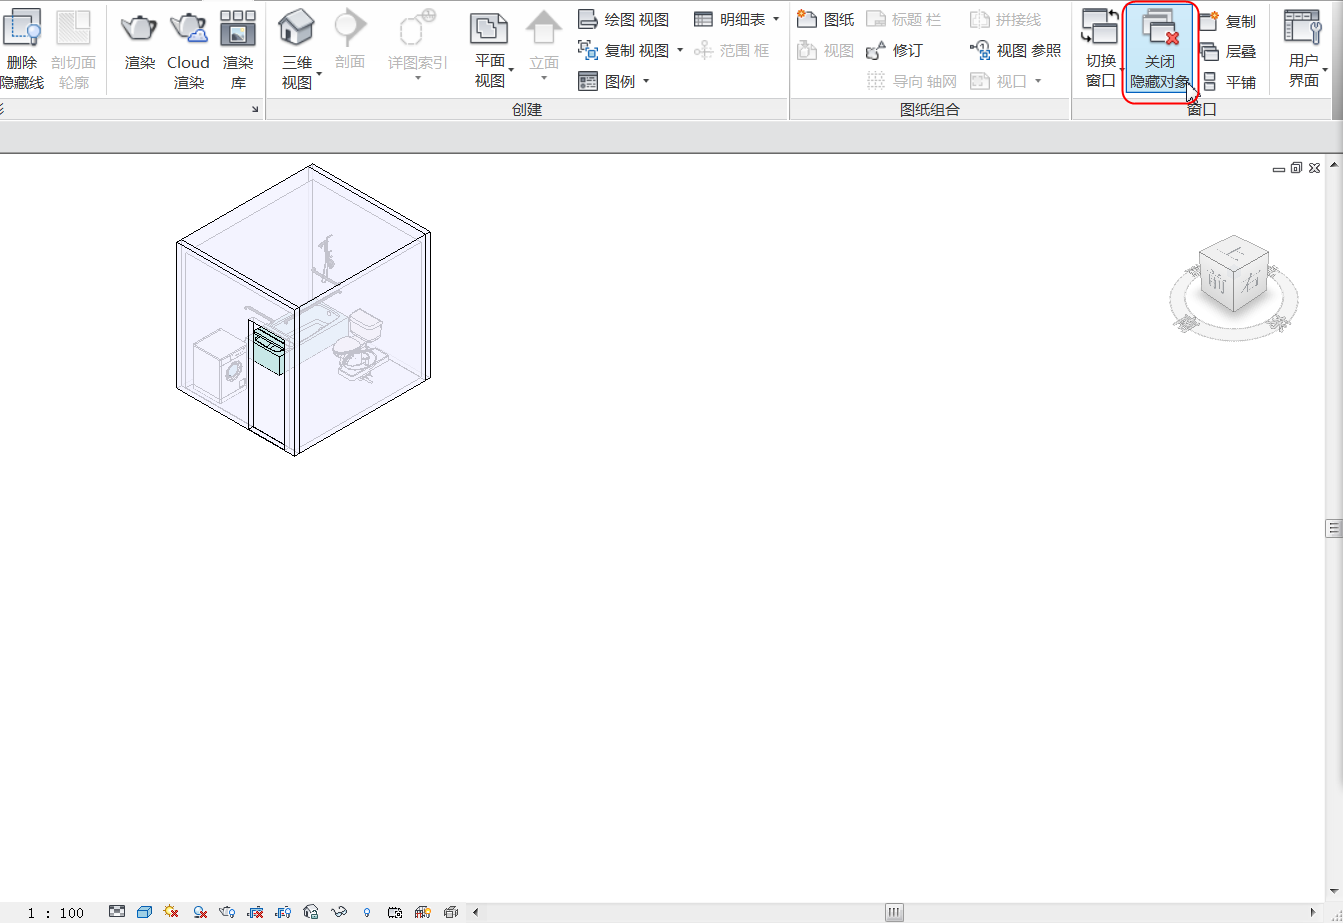 删除
隐藏线
剖切面
轮廓
渲染
Cloud
渲染
渲染
库
三维
视图
剖面
详图索引
平面
视图
立面
绘图 视图
复制 视图
图例
明细表
范围 框
图纸
视图
标题 栏
修订
导向 轴网
拼接线
视图 参照
视口
切换
窗口
关闭
隐藏对象
复制
层叠
平铺
用户
界面
创建
图纸组合
窗口
上
前
右
1 : 100